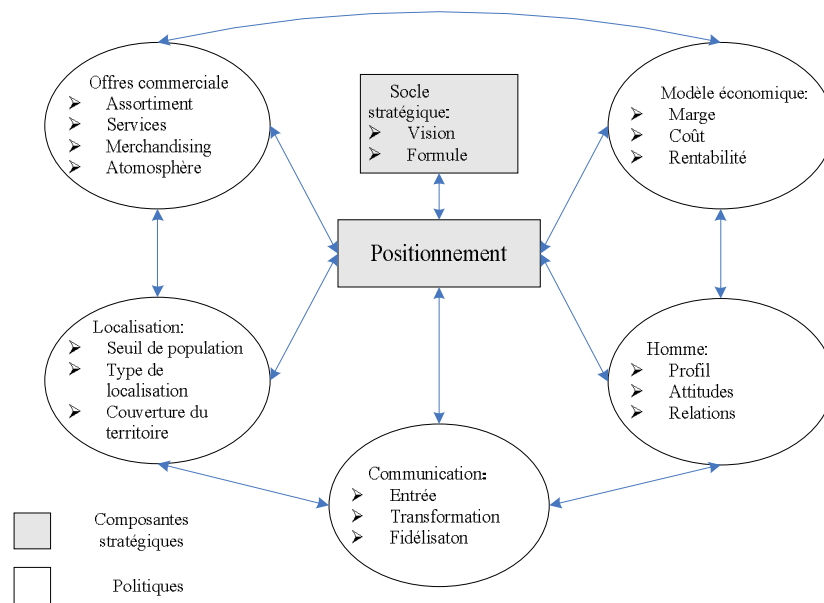 Offres commerciale
➢ Assortiment
➢ Services
➢ Merchandising
➢ Atomosphère
Socle
stratégique:
➢ Vision
➢ Formule
Modèle économique:
➢ Marge
➢ Coût
➢ Rentabilité
Positionnement
Localisation:
➢ Seuil de population
➢ Type de
localisation
➢ Couverture du
territoire
Homme:
➢ Profil
➢ Attitudes
➢ Relations
Communication:
➢ Entrée
➢ Transformation
➢ Fidélisaton
Composantes
stratégiques
Politiques